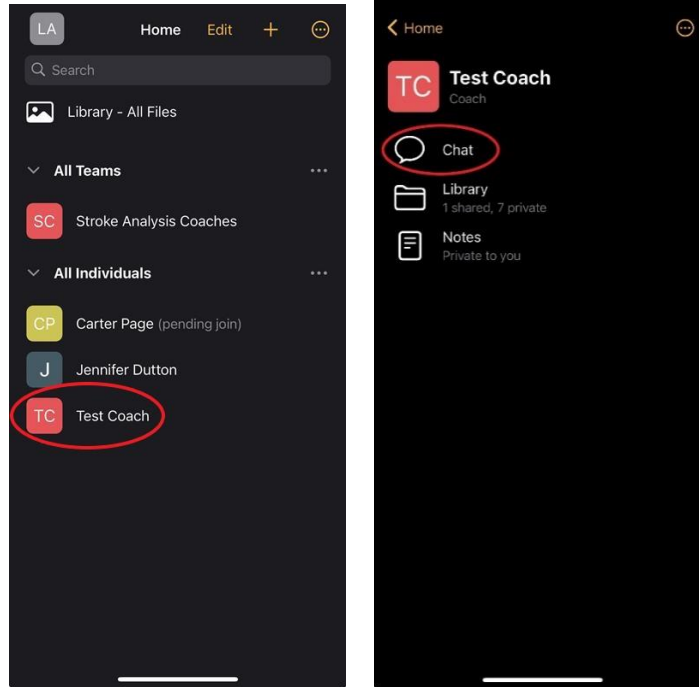 LA
Home Edit +
Search
Library - All Files
All Teams
SC Stroke Analysis Coaches
All Individuals
CP Carter Page (pending join)
J Jennifer Dutton
TC Test Coach
Home
TC Test Coach
Coach
Chat
Library
1 shared, 7 private
Notes
Private to you